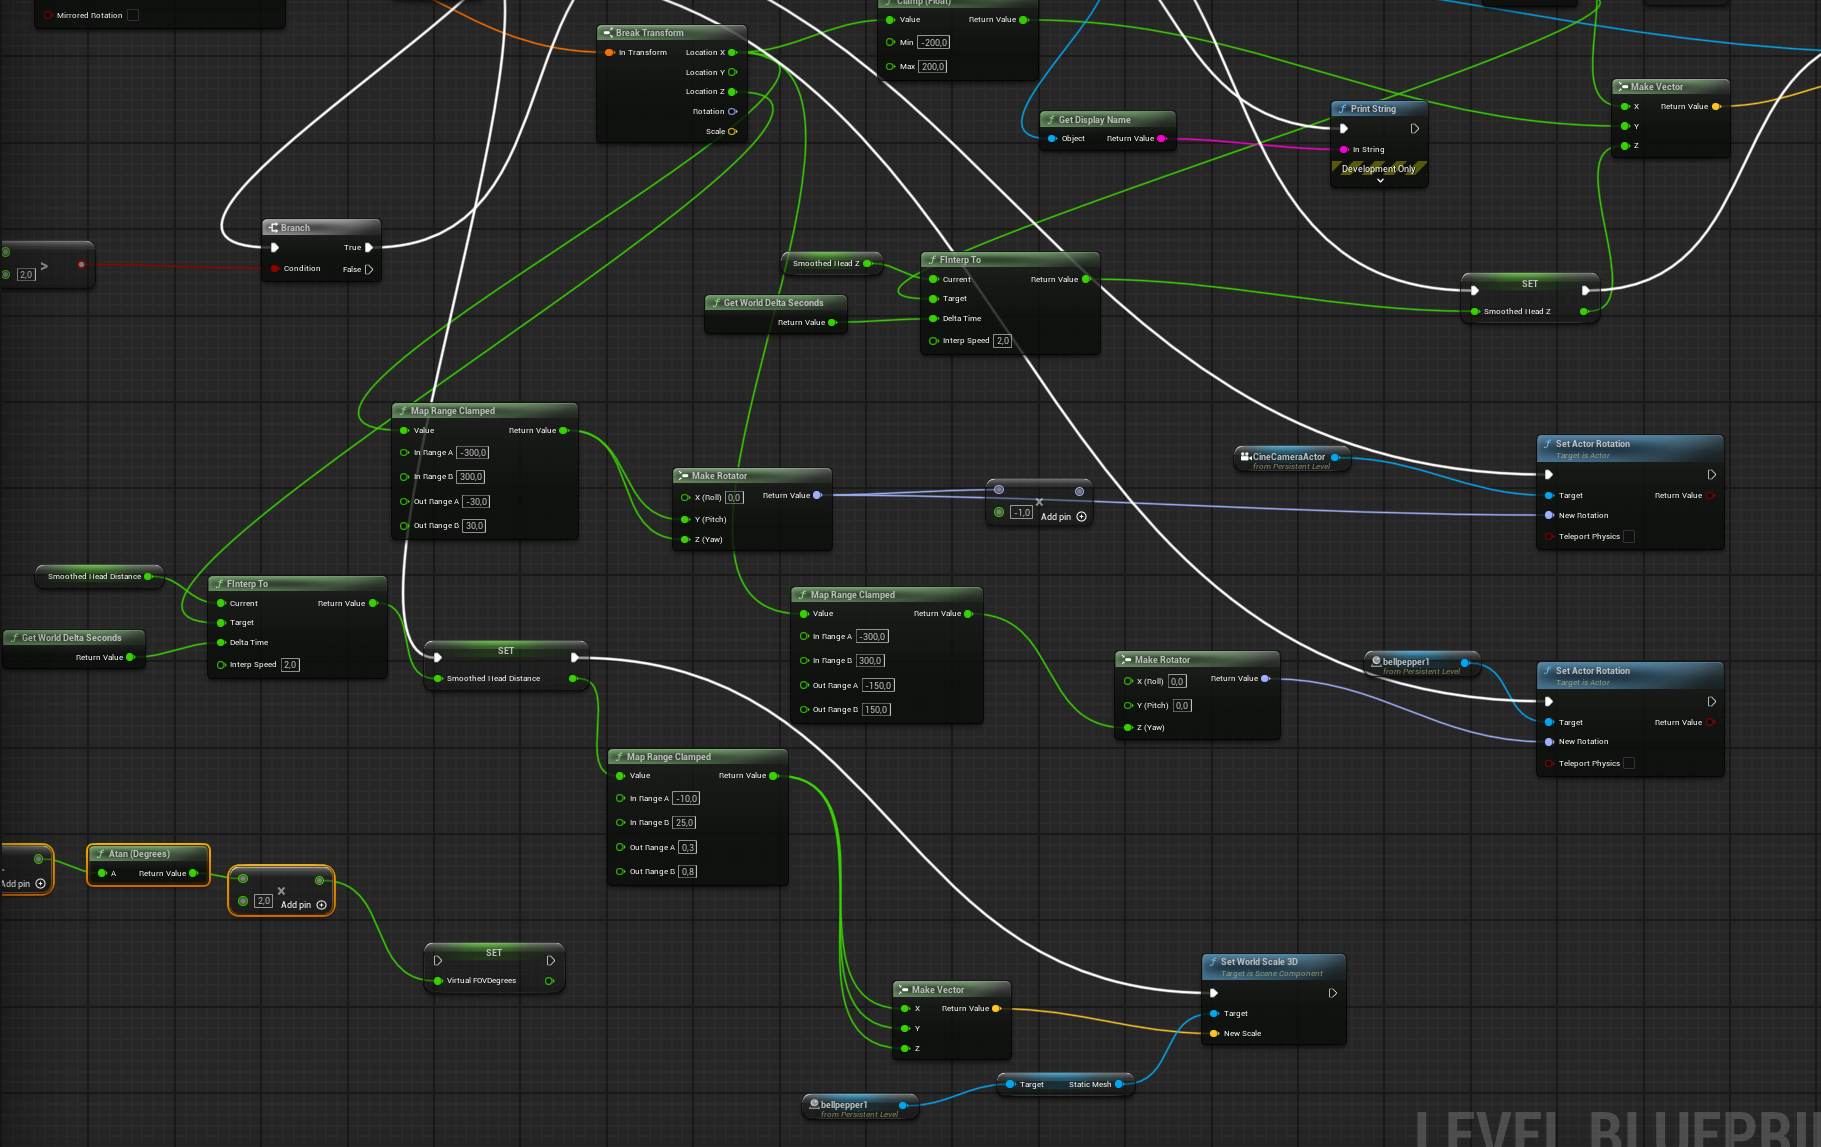 Mirrored Rotation
Break Transform
In Transform
Location X
Location Y
Location Z
Rotation
Scale
Clamp (Float)
Value
Return Value
Min -200,0
Max 200,0
Get Display Name
Object
Return Value
Print String
In String
Development Only
Make Vector
X
Return Value
Y
Z
Branch
True
Condition
False
2,0
>
Smoothed Head Z
Get World Delta Seconds
Return Value
FInterp To
Current
Return Value
Target
Delta Time
Interp Speed 2,0
SET
Smoothed Head Z
Map Range Clamped
Value
Return Value
In Range A -300,0
In Range B 300,0
Out Range A -30,0
Out Range B 30,0
Make Rotator
X (Roll) 0,0
Return Value
Y (Pitch)
Z (Yaw)
-1,0
×
Add pin
CineCameraActor
from Persistent Level
Set Actor Rotation
Target is Actor
Target
Return Value
New Rotation
Teleport Physics
Smoothed Head Distance
Get World Delta Seconds
Return Value
FInterp To
Current
Return Value
Target
Delta Time
Interp Speed 2,0
SET
Smoothed Head Distance
Map Range Clamped
Value
Return Value
In Range A -300,0
In Range B 300,0
Out Range A -150,0
Out Range B 150,0
Make Rotator
X (Roll) 0,0
Return Value
Y (Pitch) 0,0
Z (Yaw)
bellpepper1
from Persistent Level
Set Actor Rotation
Target is Actor
Target
Return Value
New Rotation
Teleport Physics
Map Range Clamped
Value
Return Value
In Range A -10,0
In Range B 25,0
Out Range A 0,3
Out Range B 0,8
Add pin
Atan (Degrees)
A
Return Value
2,0
×
Add pin
SET
Virtual FOVDegrees
Make Vector
X
Return Value
Y
Z
Set World Scale 3D
Target is Scene Component
Target
New Scale
Target
Static Mesh
bellpepper1
from Persistent Level
LEVEL BLUEPRI